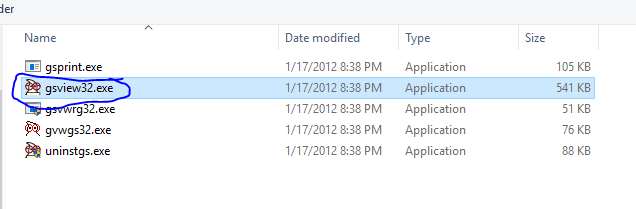 der
Name Date modified Type Size
gsprint.exe 1/17/2012 8:38 PM Application 105 KB
gsview32.exe 1/17/2012 8:38 PM Application 541 KB
gsvwrg32.exe 1/17/2012 8:38 PM Application 51 KB
gvwgs32.exe 1/17/2012 8:38 PM Application 76 KB
uninstgs.exe 1/17/2012 8:38 PM Application 88 KB